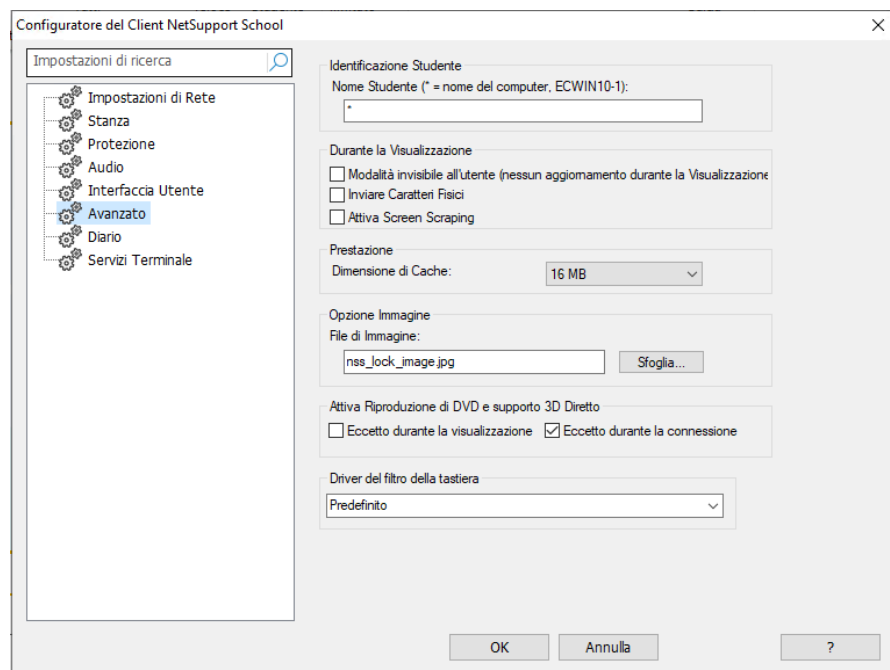 Configuratore del Client NetSupport School
Impostazioni di ricerca
Impostazioni di Rete
Stanza
Protezione
Audio
Interfaccia Utente
Avanzato
Diario
Servizi Terminale
Identificazione Studente
Nome Studente (* = nome del computer, ECWIN10-1):
*
Durante la Visualizzazione
Modalità invisibile all'utente (nessun aggiornamento durante la Visualizzazione
Inviare Caratteri Fisici
Attiva Screen Scraping
Prestazione
Dimensione di Cache:
16 MB
Opzione Immagine
File di Immagine:
nss_lock_image.jpg
Sfoglia...
Attiva Riproduzione di DVD e supporto 3D Diretto
Eccetto durante la visualizzazione
Eccetto durante la connessione
Driver del filtro della tastiera
Predefinito
OK
Annulla
?